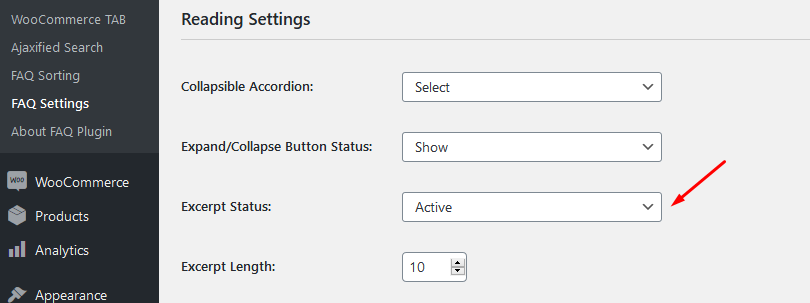 WooCommerce TAB
Ajaxified Search
FAQ Sorting
FAQ Settings
About FAQ Plugin
Woo WooCommerce
Products
Analytics
Appearance
Reading Settings
Collapsible Accordion: Select
Expand/Collapse Button Status: Show
Excerpt Status: Active
Excerpt Length: 10